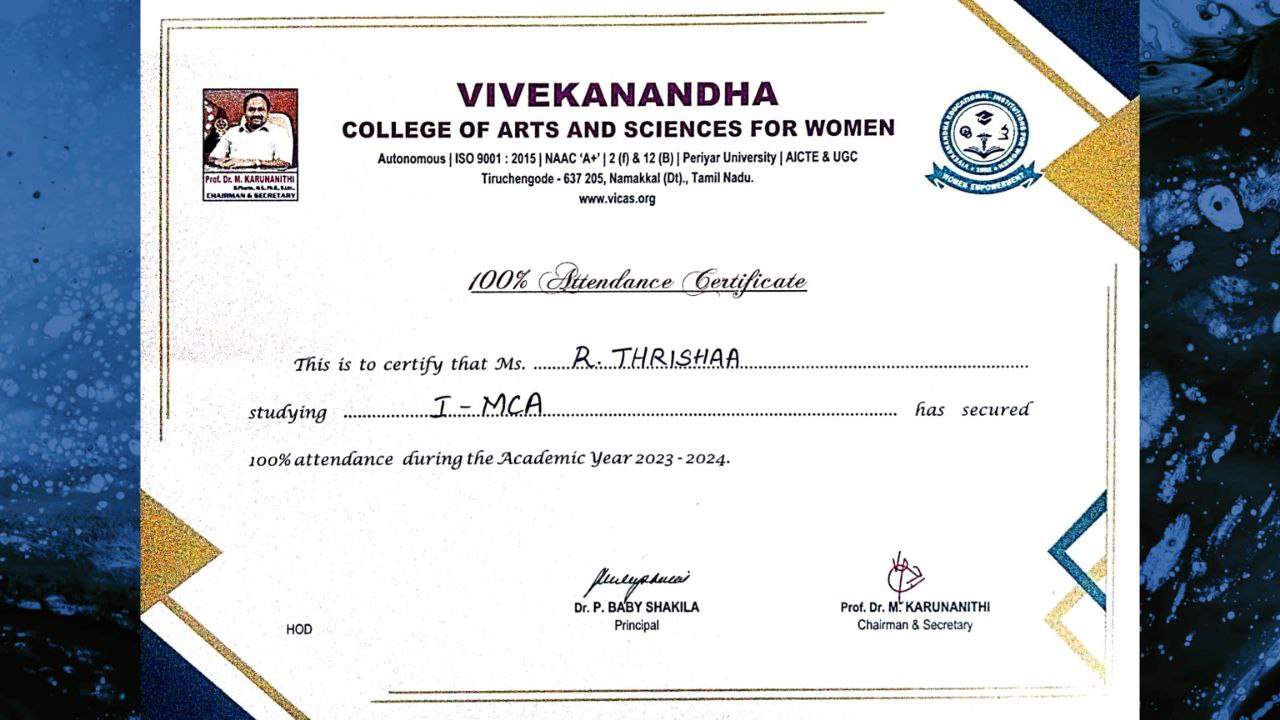 VIVEKANANDHA
COLLEGE OF ARTS AND SCIENCES FOR WOMEN
Autonomous | ISO 9001 : 2015 | NAAC 'A+' | 2 (f) & 12 (B) | Periyar University | AICTE & UGC
Tiruchengode - 637 205, Namakkal (Dt)., Tamil Nadu.
www.vicas.org
Prof. Dr. M. KARUNANITHI
B.Pharm., M.S., Ph.D., D.Litt.,
CHAIRMAN & SECRETARY
VIVEKANANDHA EDUCATIONAL INSTITUTIONS FOR WOMEN
WOMEN EMPOWERMENT
100% Attendance Certificate
This is to certify that Ms. R. THRISHAA
studying I - MCA has secured
100% attendance during the Academic Year 2023 - 2024.
HOD
Dr. P. BABY SHAKILA
Principal
Prof. Dr. M. KARUNANITHI
Chairman & Secretary